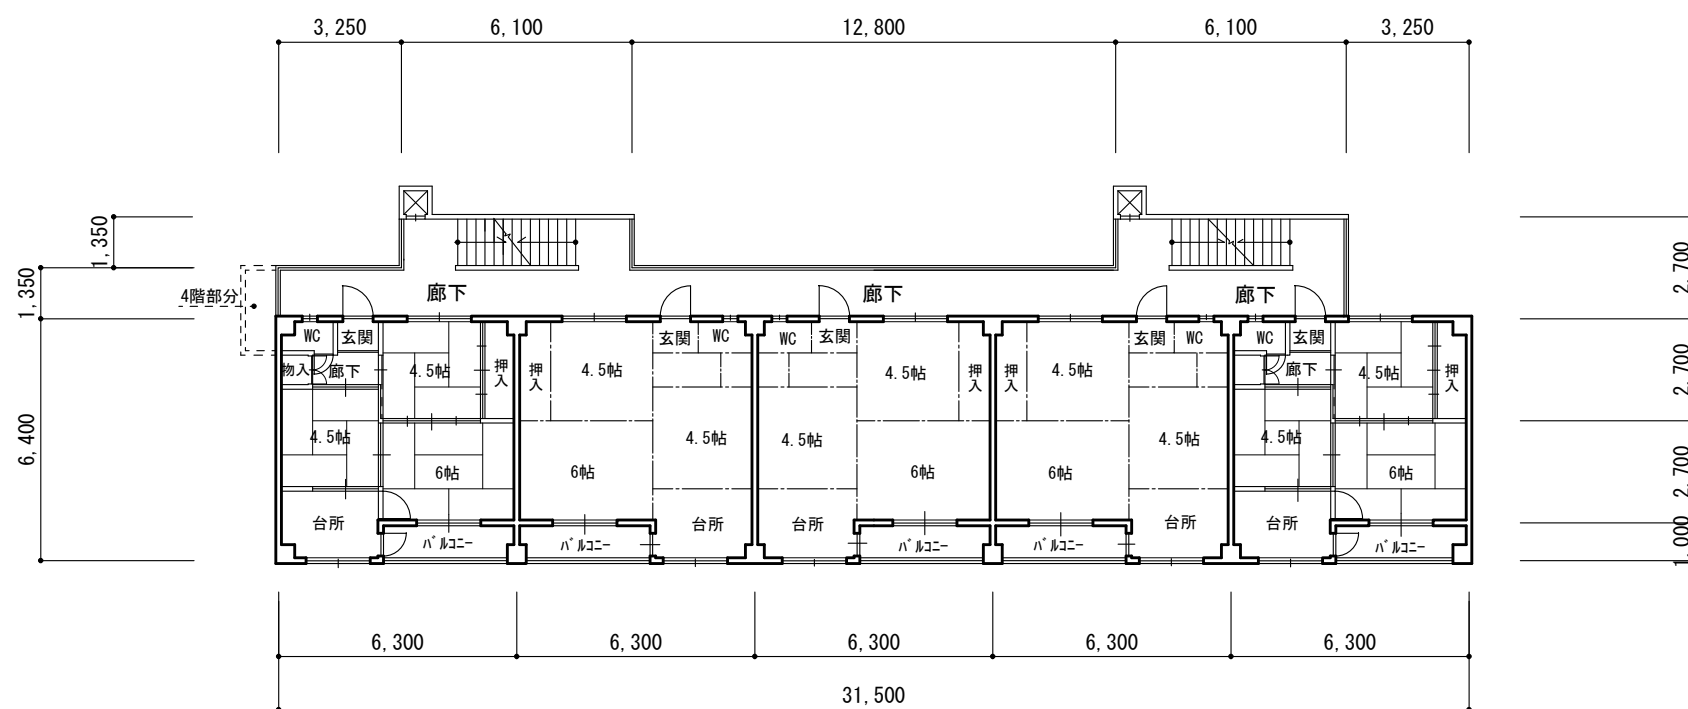 3,250 6,100 12,800 6,100 3,250
1,350
1,350
6,400
4階部分
廊下 廊下 廊下
WC 玄関 玄関 WC WC 玄関 玄関 WC WC 玄関
物入 廊下 4.5帖 押入 押入 4.5帖 4.5帖 押入 押入 4.5帖 廊下 4.5帖 押入
4.5帖 4.5帖 4.5帖 4.5帖 4.5帖
6帖 6帖 6帖 6帖 6帖
台所 台所 台所 台所 台所
バルコニー バルコニー バルコニー バルコニー バルコニー
2,700
2,700
2,700
1,000
6,300 6,300 6,300 6,300 6,300
31,500